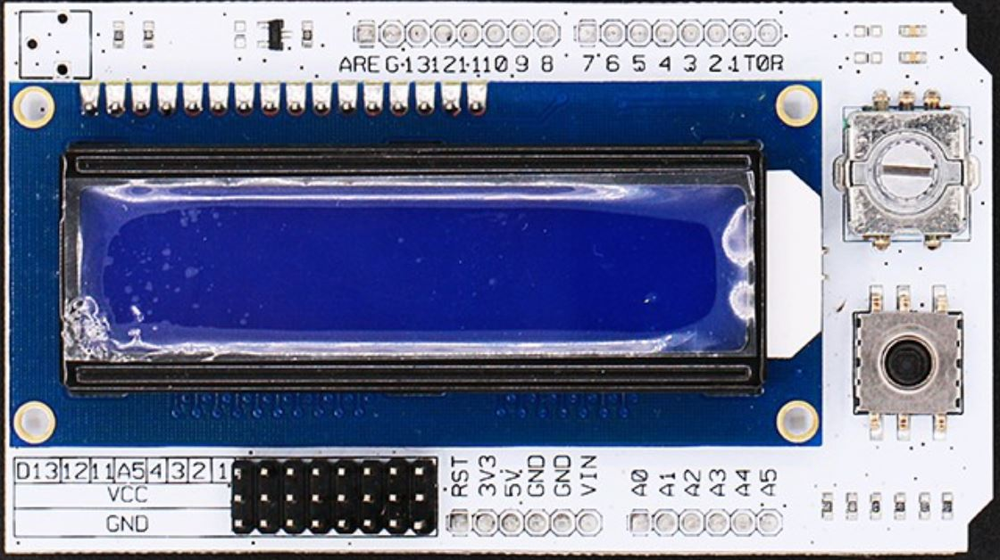 ARE G 13 12 11 10 9 8 7 6 5 4 3 2 1 T0R
D13 12 11 A5 4 3 2 1
VCC
GND
RST 3V3 5V GND GND VIN A0 A1 A2 A3 A4 A5